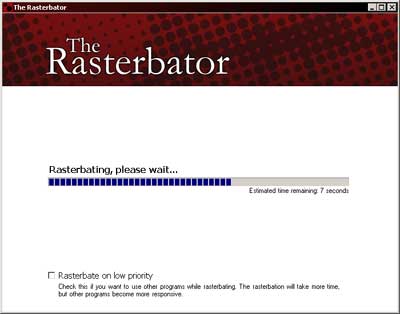 The Rasterbator
The
Rasterbator
Rasterbating, please wait...
Estimated time remaining: 7 seconds
Rasterbate on low priority
Check this if you want to use other programs while rasterbating. The rasterbation will take more time,
but other programs become more responsive.